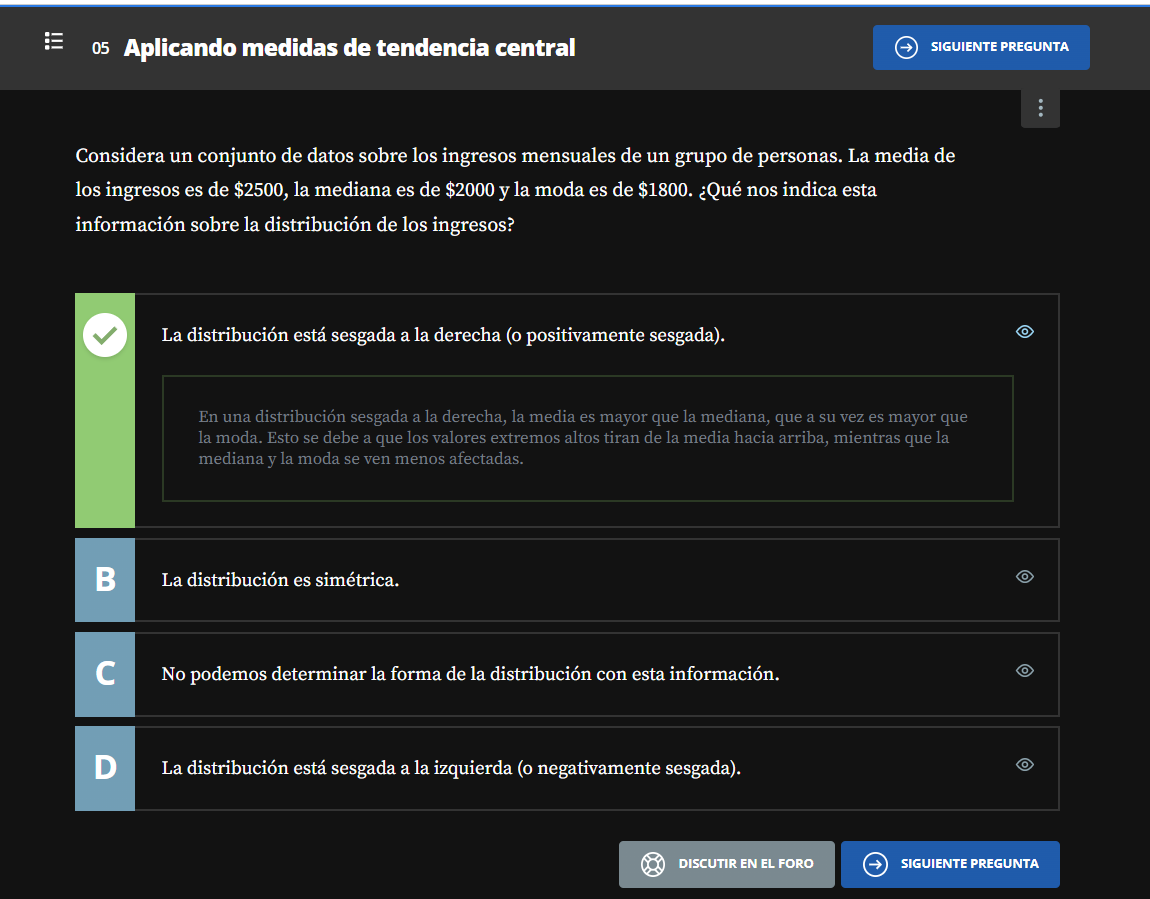 05 Aplicando medidas de tendencia central
SIGUIENTE PREGUNTA
Considera un conjunto de datos sobre los ingresos mensuales de un grupo de personas. La media de
los ingresos es de $2500, la mediana es de $2000 y la moda es de $1800. ¿Qué nos indica esta
información sobre la distribución de los ingresos?
La distribución está sesgada a la derecha (o positivamente sesgada).
En una distribución sesgada a la derecha, la media es mayor que la mediana, que a su vez es mayor que
la moda. Esto se debe a que los valores extremos altos tiran de la media hacia arriba, mientras que la
mediana y la moda se ven menos afectadas.
B La distribución es simétrica.
C No podemos determinar la forma de la distribución con esta información.
D La distribución está sesgada a la izquierda (o negativamente sesgada).
DISCUTIR EN EL FORO
SIGUIENTE PREGUNTA